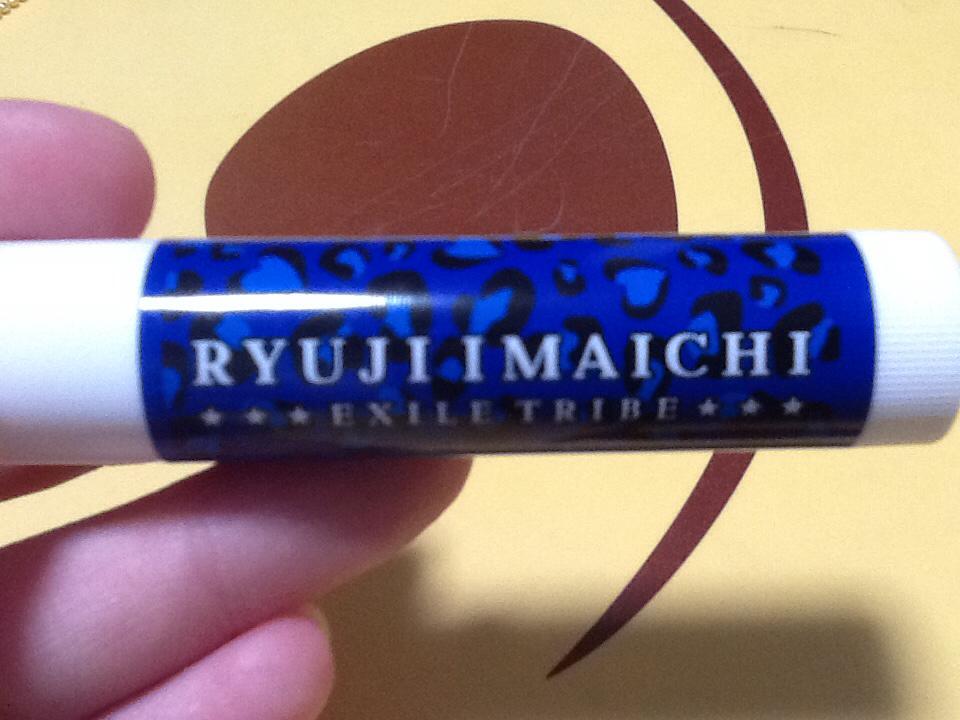 RYUJI IMAICHI
★ ★ ★ EXILE TRIBE ★ ★ ★